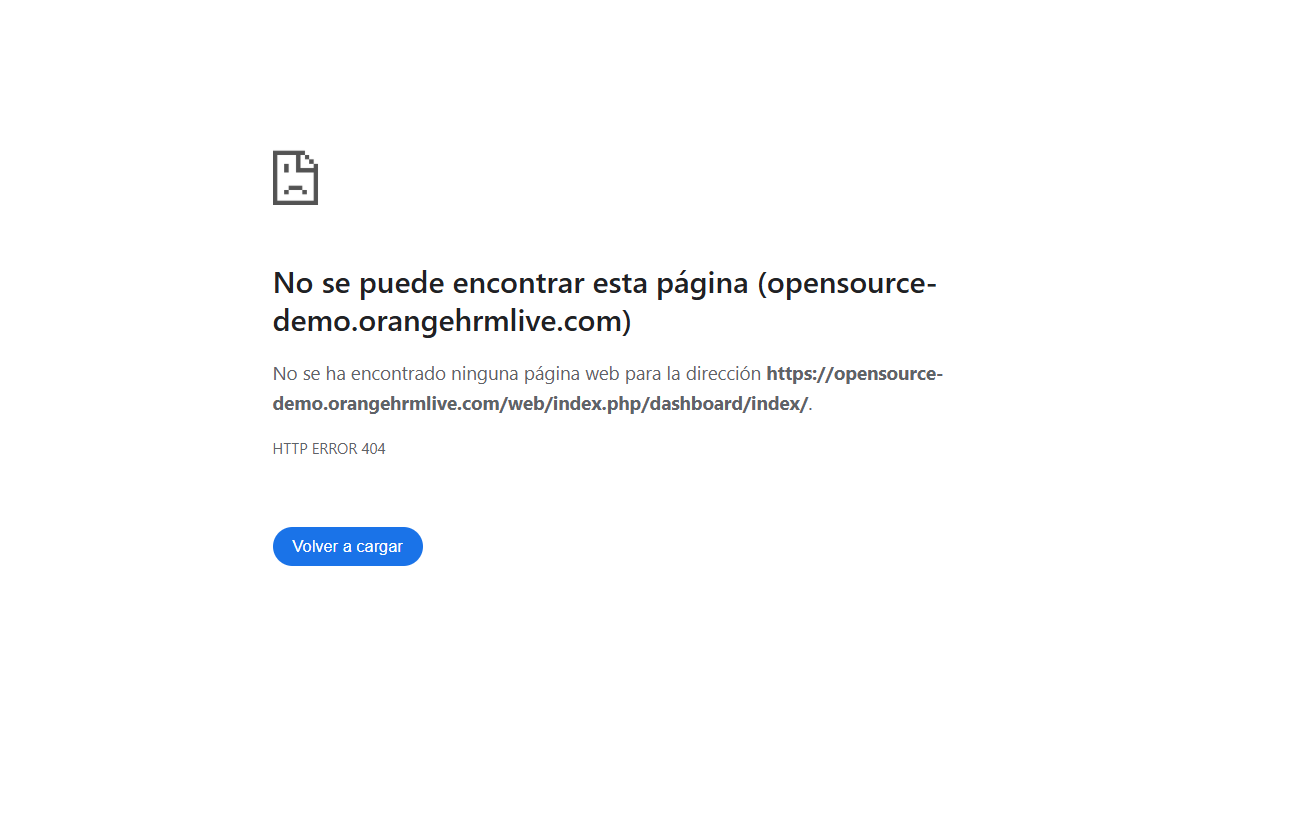 No se puede encontrar esta página (opensource-
demo.orangehrmlive.com)
No se ha encontrado ninguna página web para la dirección https://opensource-
demo.orangehrmlive.com/web/index.php/dashboard/index/.
HTTP ERROR 404
Volver a cargar